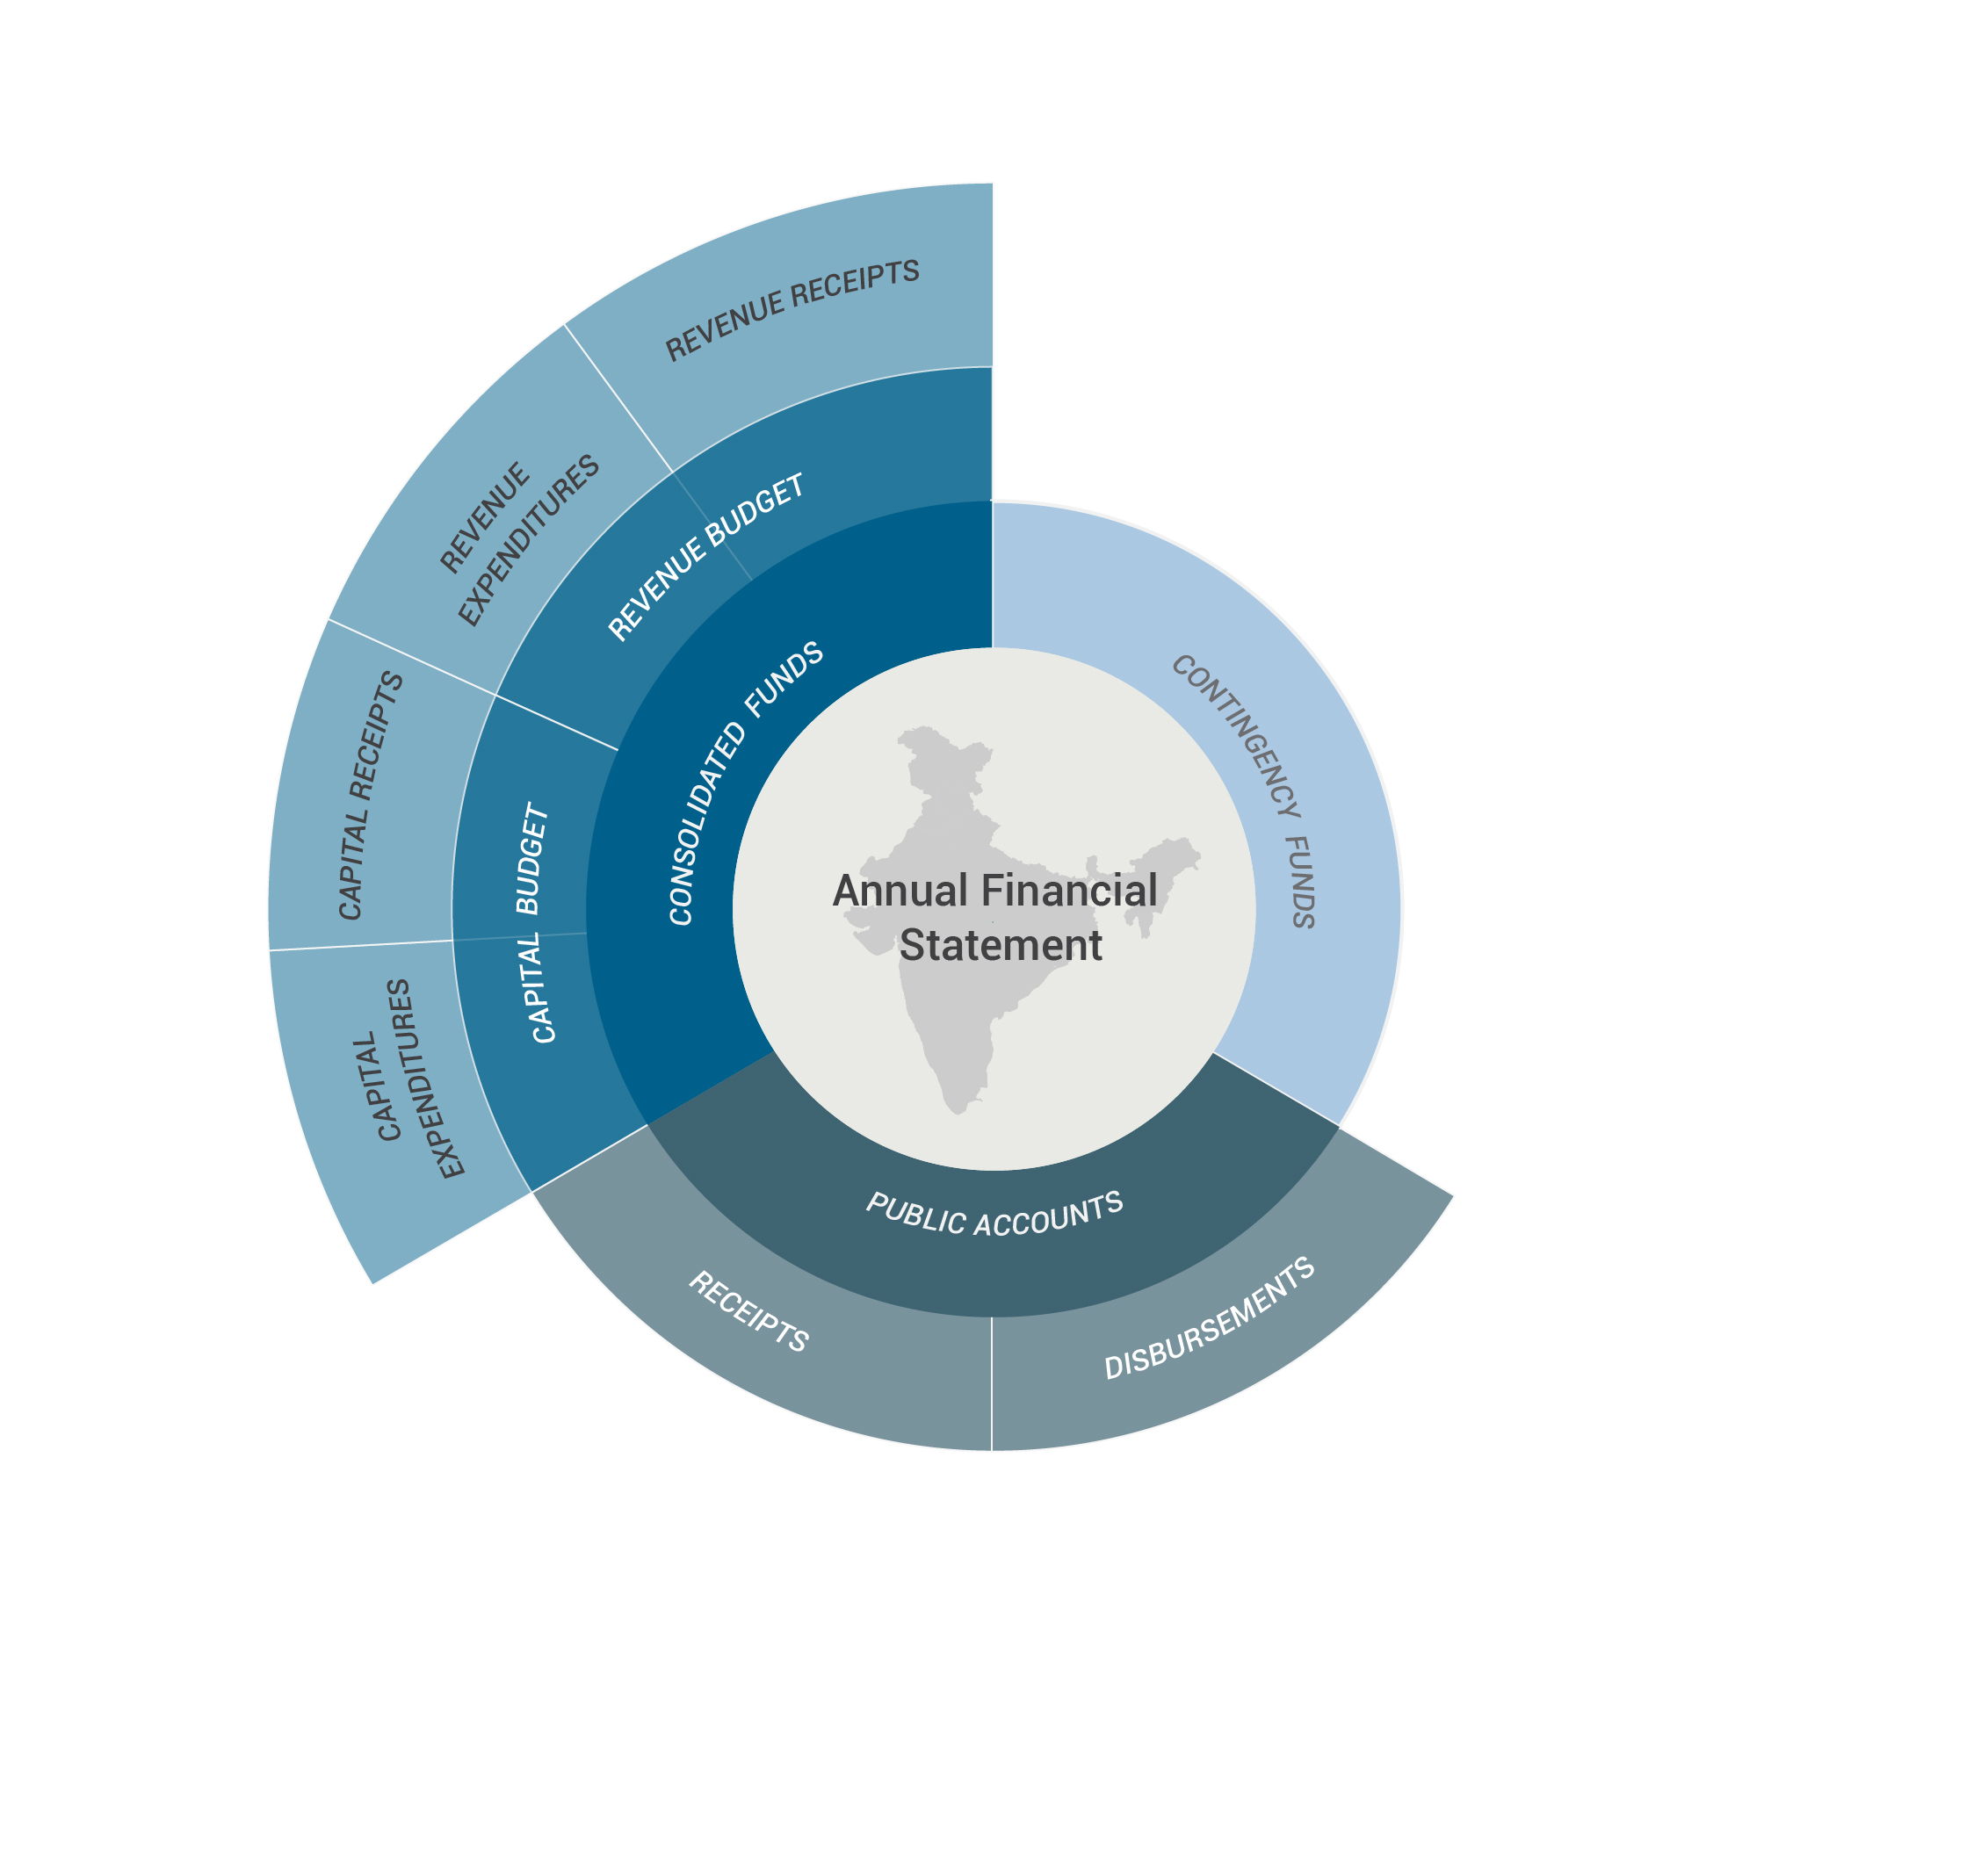 REVENUE RECEIPTS
REVENUE
EXPENDITURES
REVENUE BUDGET
CONSOLIDATED FUNDS
CONTINGENCY FUNDS
CAPITAL RECEIPTS
CAPITAL BUDGET
Annual Financial
Statement
CAPITAL
EXPENDITURES
PUBLIC ACCOUNTS
RECEIPTS
DISBURSEMENTS